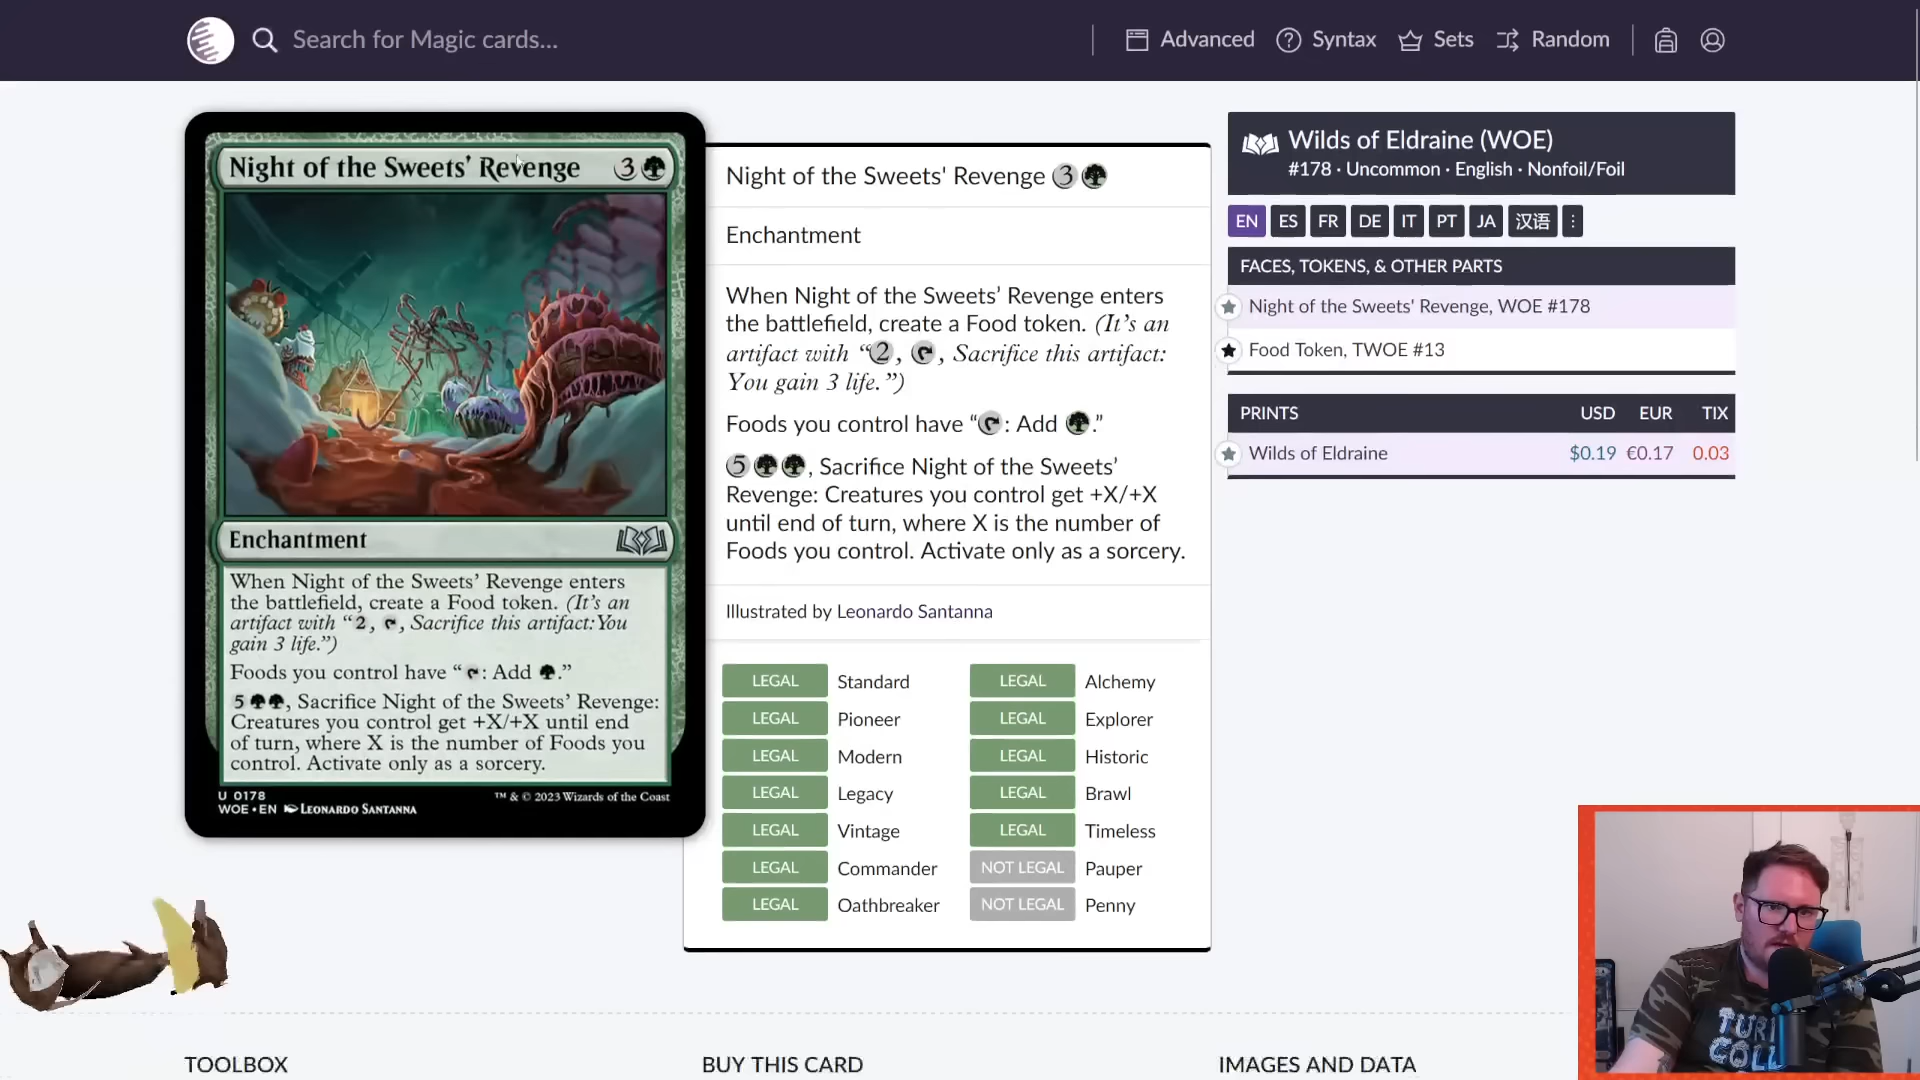 Search for Magic cards...
Advanced
Syntax
Sets
Random
Night of the Sweets' Revenge 3
Enchantment
When Night of the Sweets' Revenge enters
the battlefield, create a Food token. (It's an
artifact with "2, , Sacrifice this artifact:You
gain 3 life.")
Foods you control have ": Add ."
5, Sacrifice Night of the Sweets' Revenge:
Creatures you control get +X/+X until end
of turn, where X is the number of Foods you
control. Activate only as a sorcery.
U 0178
WOE • EN LEONARDO SANTANNA
™ & © 2023 Wizards of the Coast
Night of the Sweets' Revenge 3
Enchantment
When Night of the Sweets' Revenge enters
the battlefield, create a Food token. (It's an
artifact with "2, , Sacrifice this artifact:
You gain 3 life.")
Foods you control have ": Add ."
5, Sacrifice Night of the Sweets'
Revenge: Creatures you control get +X/+X
until end of turn, where X is the number of
Foods you control. Activate only as a sorcery.
Illustrated by Leonardo Santanna
LEGAL Standard LEGAL Alchemy
LEGAL Pioneer LEGAL Explorer
LEGAL Modern LEGAL Historic
LEGAL Legacy LEGAL Brawl
LEGAL Vintage LEGAL Timeless
LEGAL Commander NOT LEGAL Pauper
LEGAL Oathbreaker NOT LEGAL Penny
Wilds of Eldraine (WOE)
#178 · Uncommon · English · Nonfoil/Foil
EN ES FR DE IT PT JA 汉语
FACES, TOKENS, & OTHER PARTS
Night of the Sweets' Revenge, WOE #178
Food Token, TWOE #13
PRINTS USD EUR TIX
Wilds of Eldraine $0.19 €0.17 0.03
TOOLBOX
BUY THIS CARD
IMAGES AND DATA